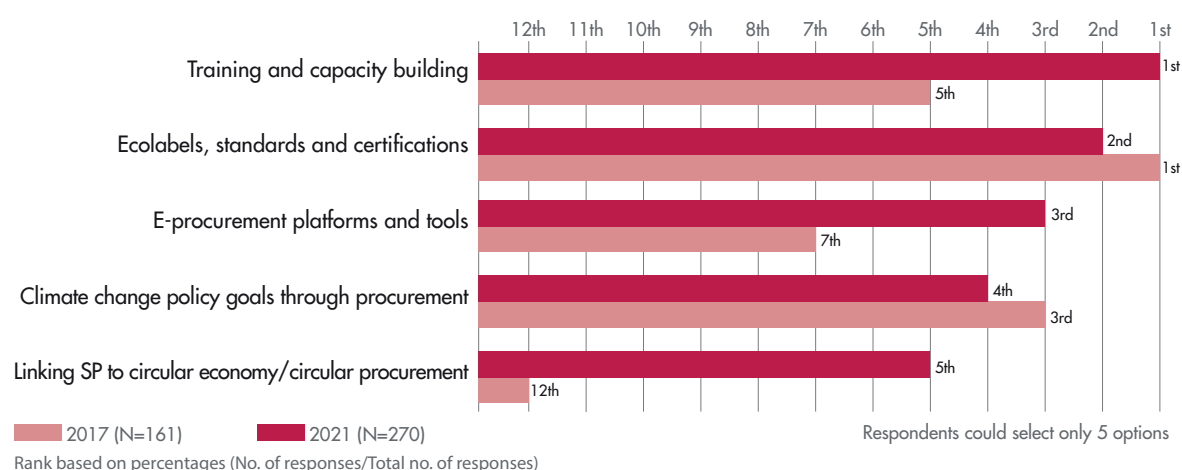 12th 11th 10th 9th 8th 7th 6th 5th 4th 3rd 2nd 1st
Training and capacity building
1st
5th
Ecolabels, standards and certifications
2nd
1st
E-procurement platforms and tools
3rd
7th
Climate change policy goals through procurement
4th
3rd
Linking SP to circular economy/circular procurement
5th
12th
2017 (N=161) 2021 (N=270)
Respondents could select only 5 options
Rank based on percentages (No. of responses/Total no. of responses)